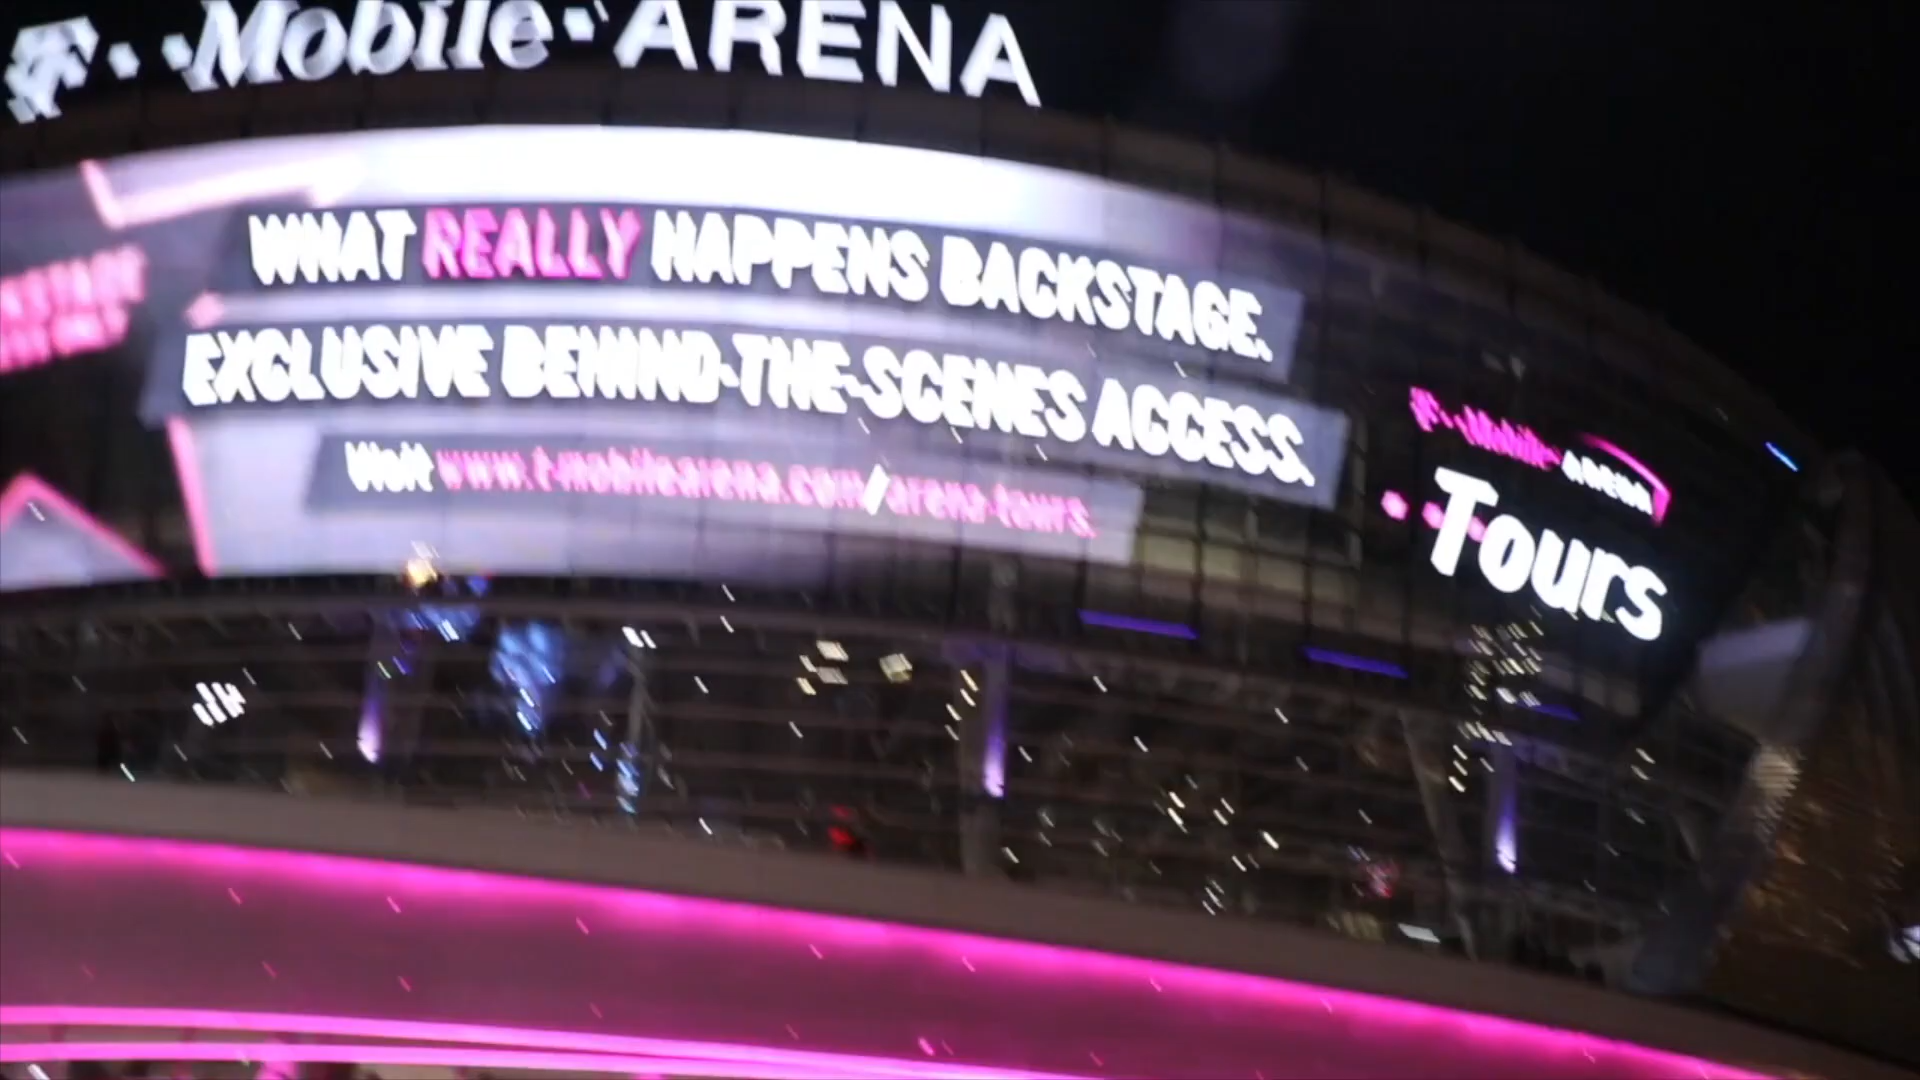 T··Mobile·ARENA
WHAT REALLY HAPPENS BACKSTAGE.
EXCLUSIVE BEHIND-THE-SCENES ACCESS.
Visit www.t-mobilearena.com/arena-tours.
T··Mobile·
ARENA
Tours